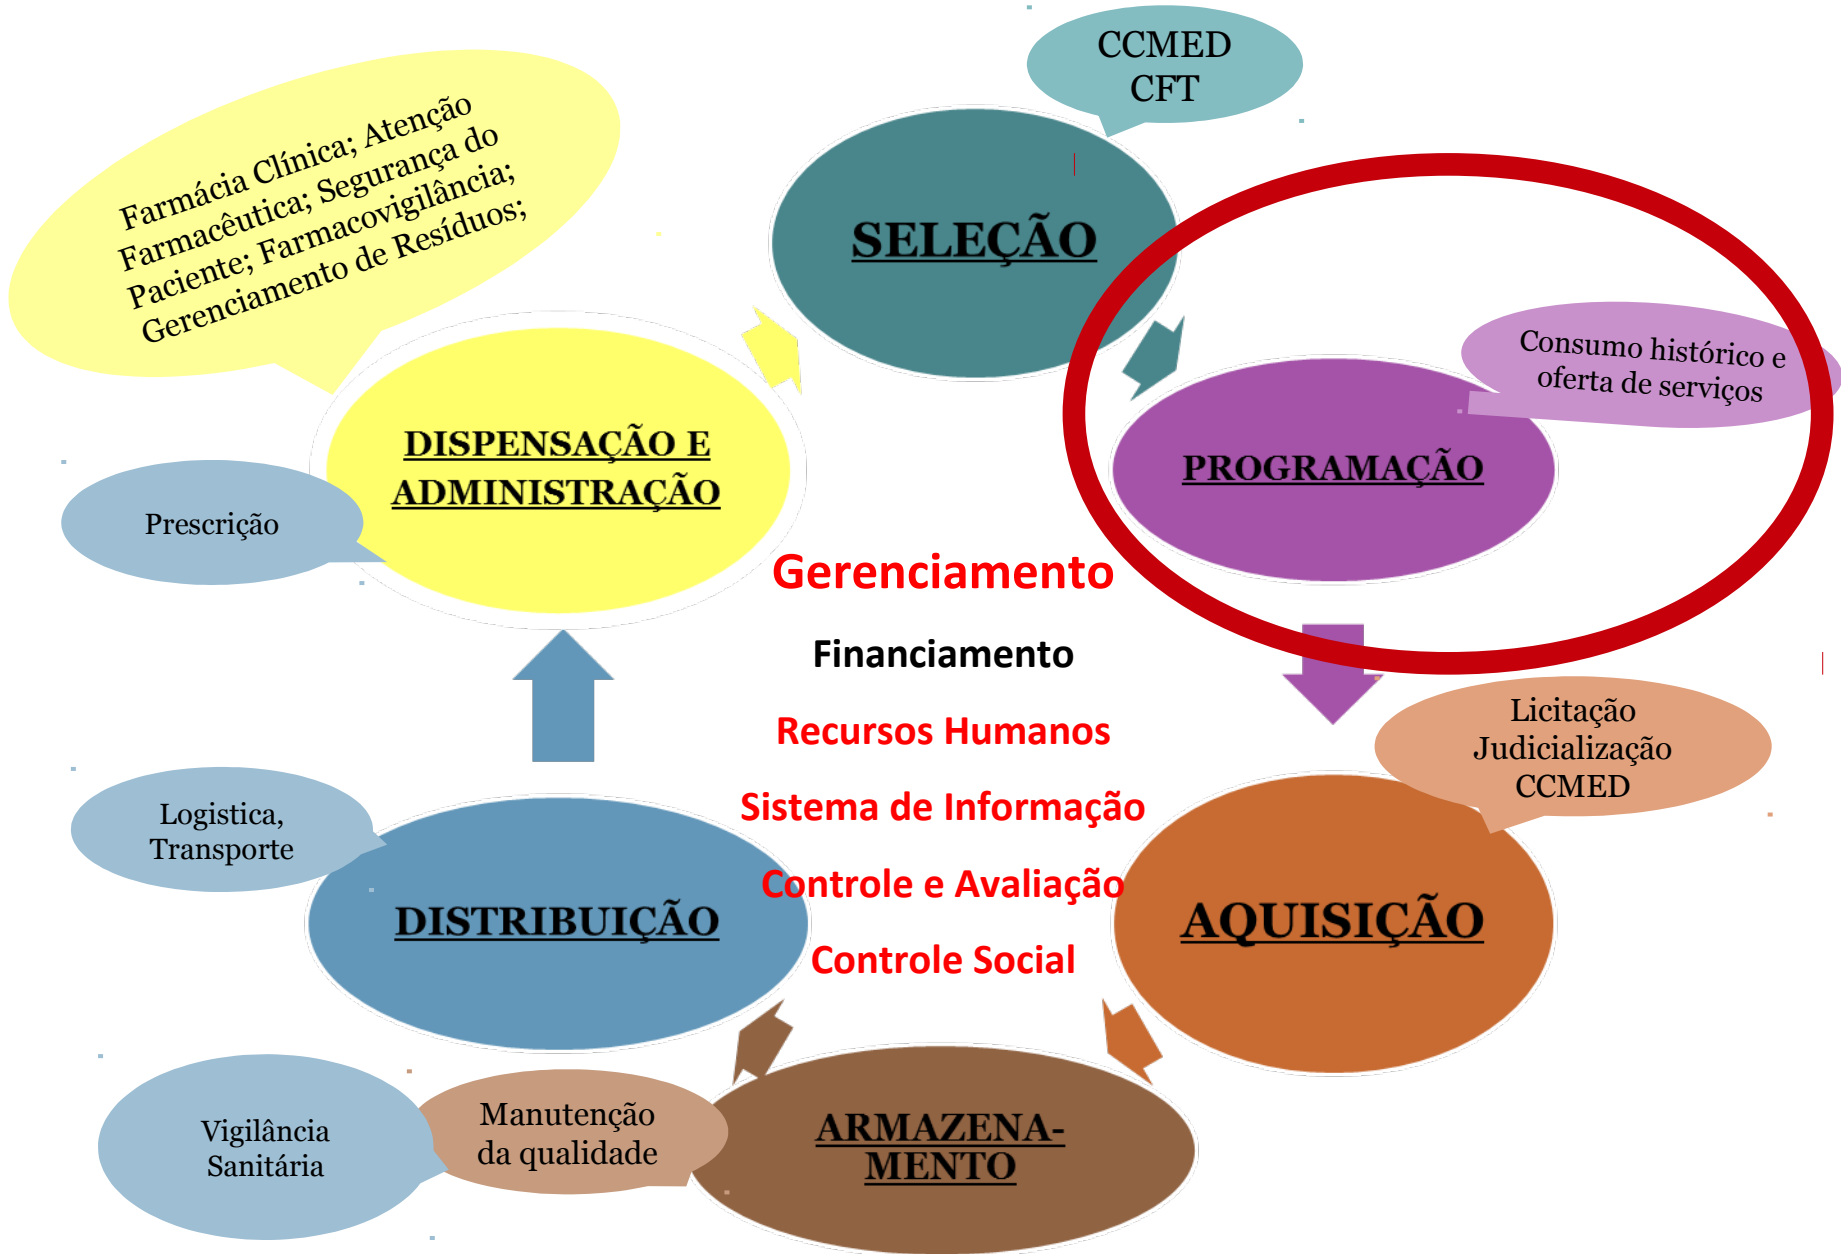 CCMED
CFT
Farmácia Clínica; Atenção
Farmacêutica; Segurança do
Paciente; Farmacovigilância;
Gerenciamento de Resíduos;
SELEÇÃO
Consumo histórico e
oferta de serviços
PROGRAMAÇÃO
DISPENSAÇÃO E
ADMINISTRAÇÃO
Prescrição
Gerenciamento
Financiamento
Recursos Humanos
Sistema de Informação
Controle e Avaliação
Controle Social
Licitação
Judicialização
CCMED
AQUISIÇÃO
Logistica,
Transporte
DISTRIBUIÇÃO
ARMAZENA-
MENTO
Manutenção
da qualidade
Vigilância
Sanitária